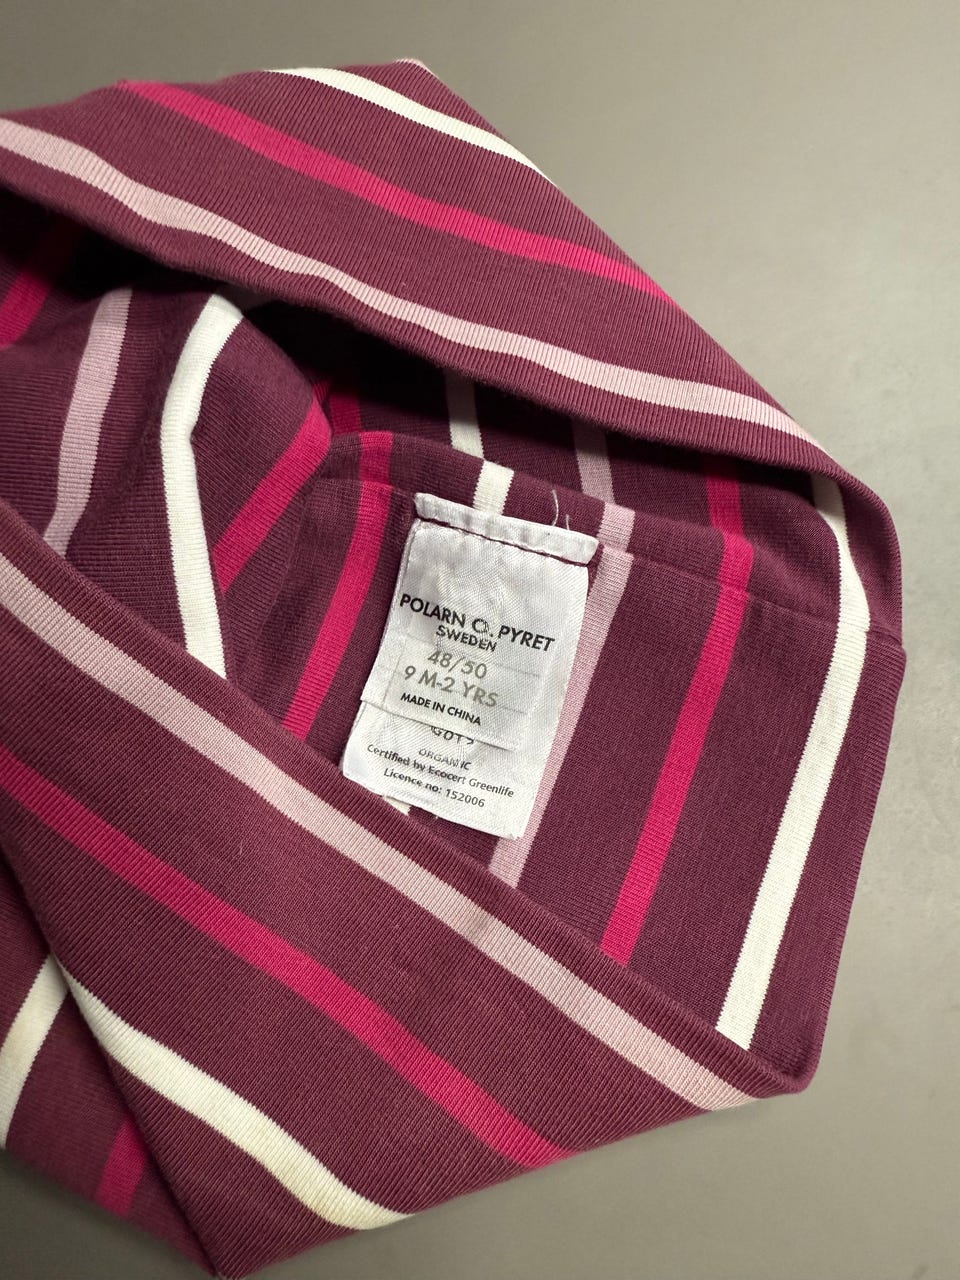 POLARN O. PYRET
SWEDEN
48/50
9 M-2 YRS
MADE IN CHINA
GOTS
ORGANIC
Certified by Ecocert Greenlife
Licence no: 152006